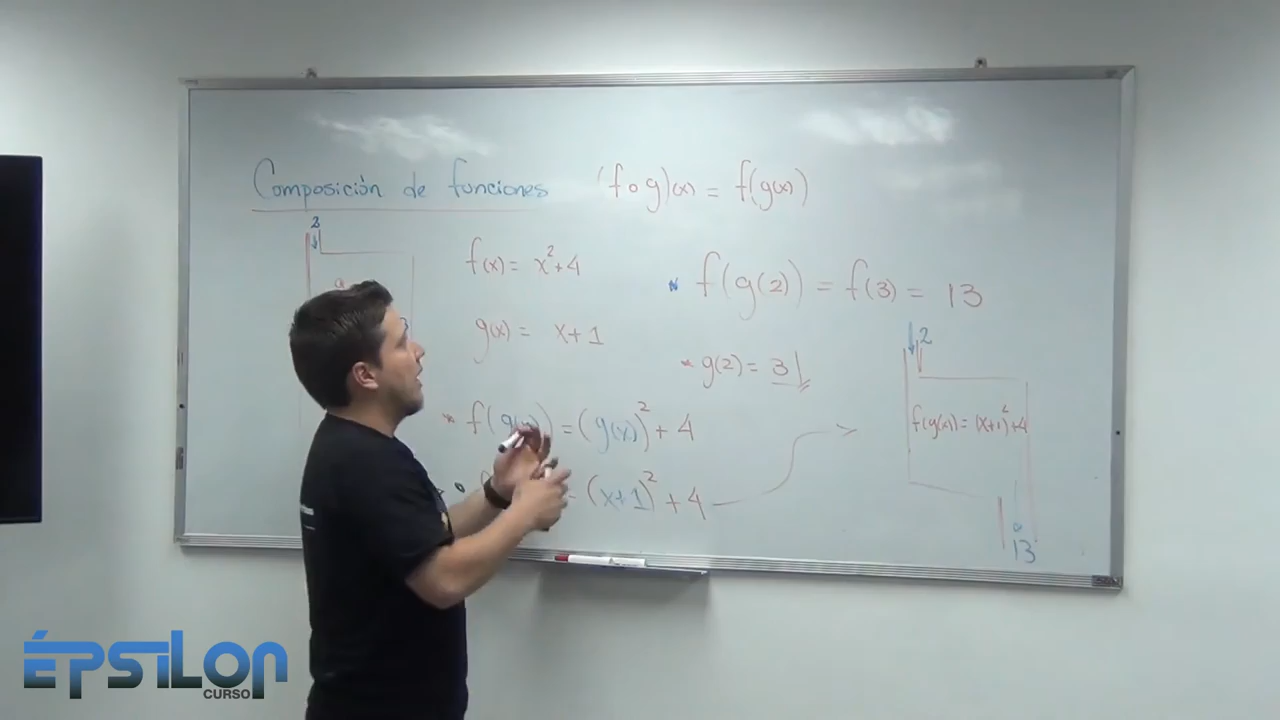 Composición de funciones (f o g)(x) = f(g(x))
2
f(x) = x² + 4
g(x) = x + 1
* f(g(2)) = f(3) = 13
* g(2) = 3
* f(g(x)) = (g(x))² + 4
= (x+1)² + 4
2
f(g(x)) = (x+1)² + 4
13
ÉPSILON
CURSO